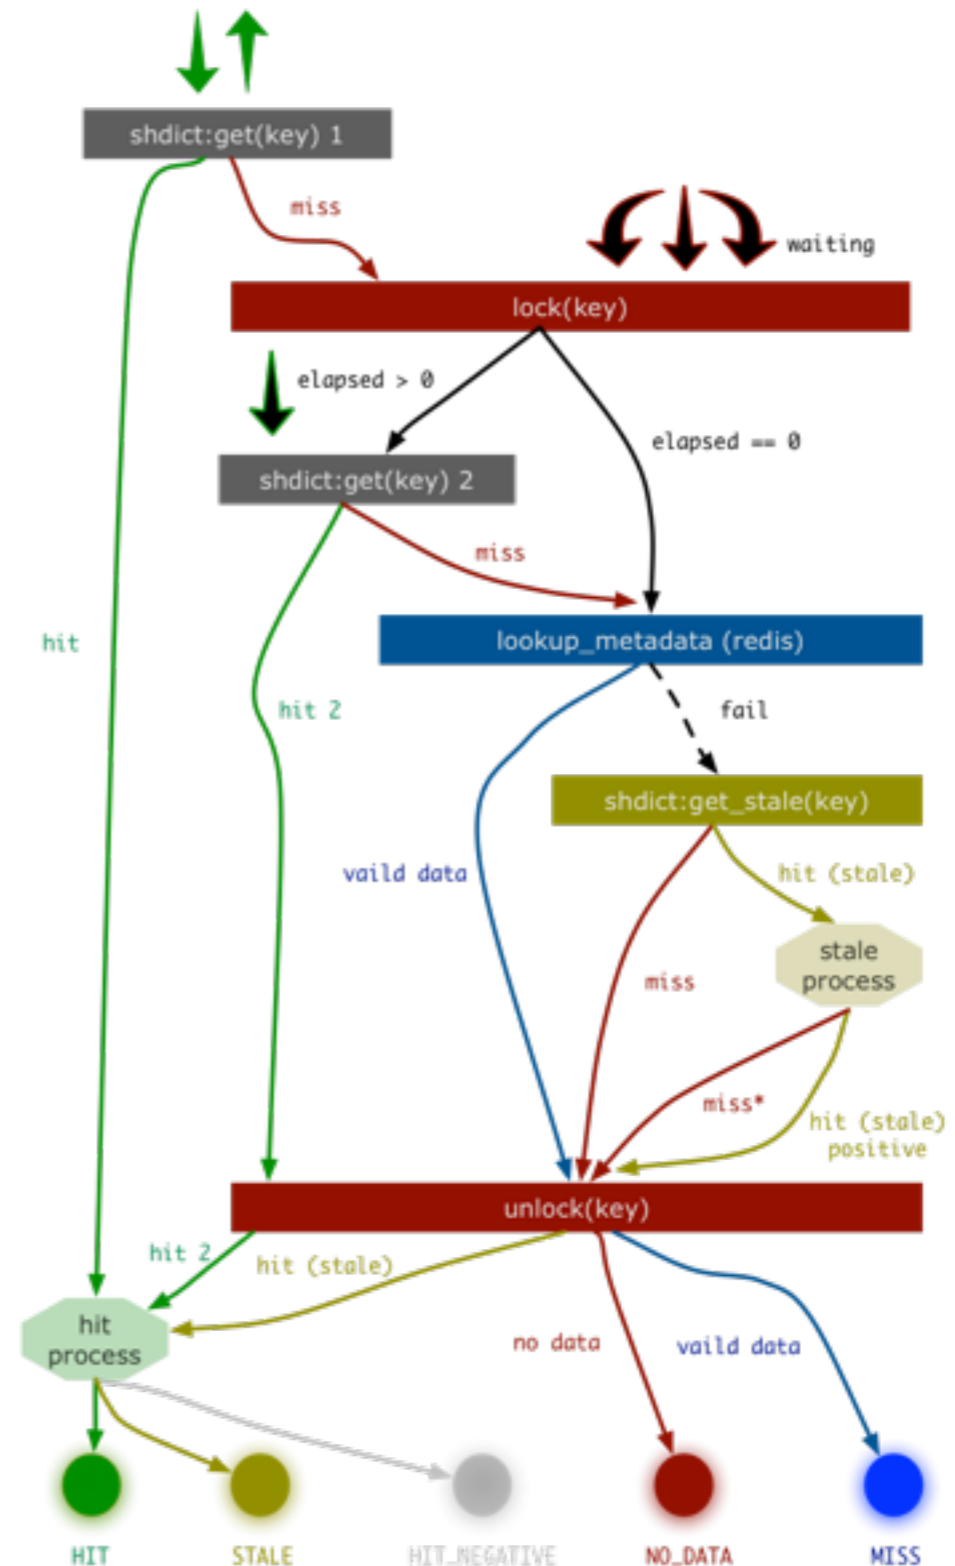 shdict:get(key) 1
miss
waiting
lock(key)
elapsed > 0
elapsed == 0
shdict:get(key) 2
miss
hit
lookup_metadata (redis)
hit 2
fail
shdict:get_stale(key)
vaild data
hit (stale)
stale
process
miss
miss*
hit (stale)
positive
unlock(key)
hit 2
hit (stale)
hit
process
no data
vaild data
HIT
STALE
HIT_NEGATIVE
NO_DATA
MISS